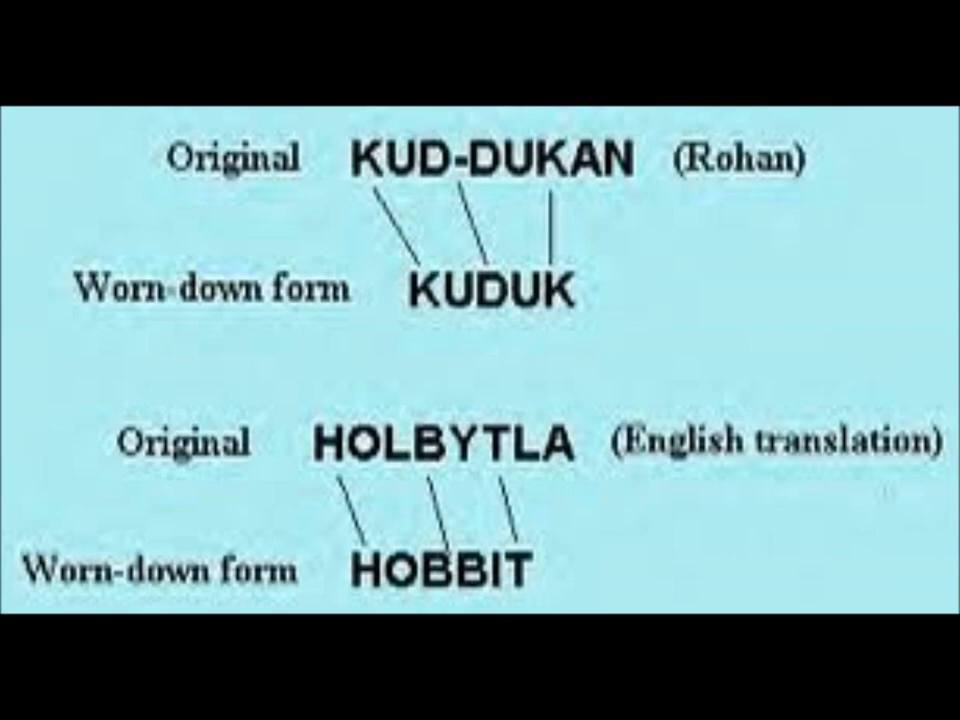 Original KUD-DUKAN (Rohan)
Worn-down form KUDUK
Original HOLBYTLA (English translation)
Worn-down form HOBBIT